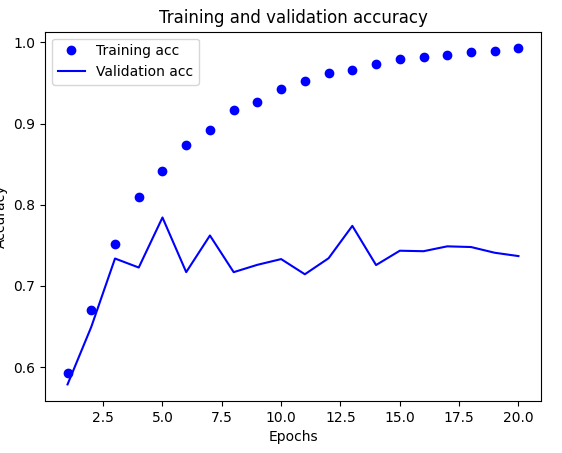 Training and validation accuracy
Training acc
Validation acc
1.0
0.9
0.8
0.7
0.6
Accuracy
2.5 5.0 7.5 10.0 12.5 15.0 17.5 20.0
Epochs